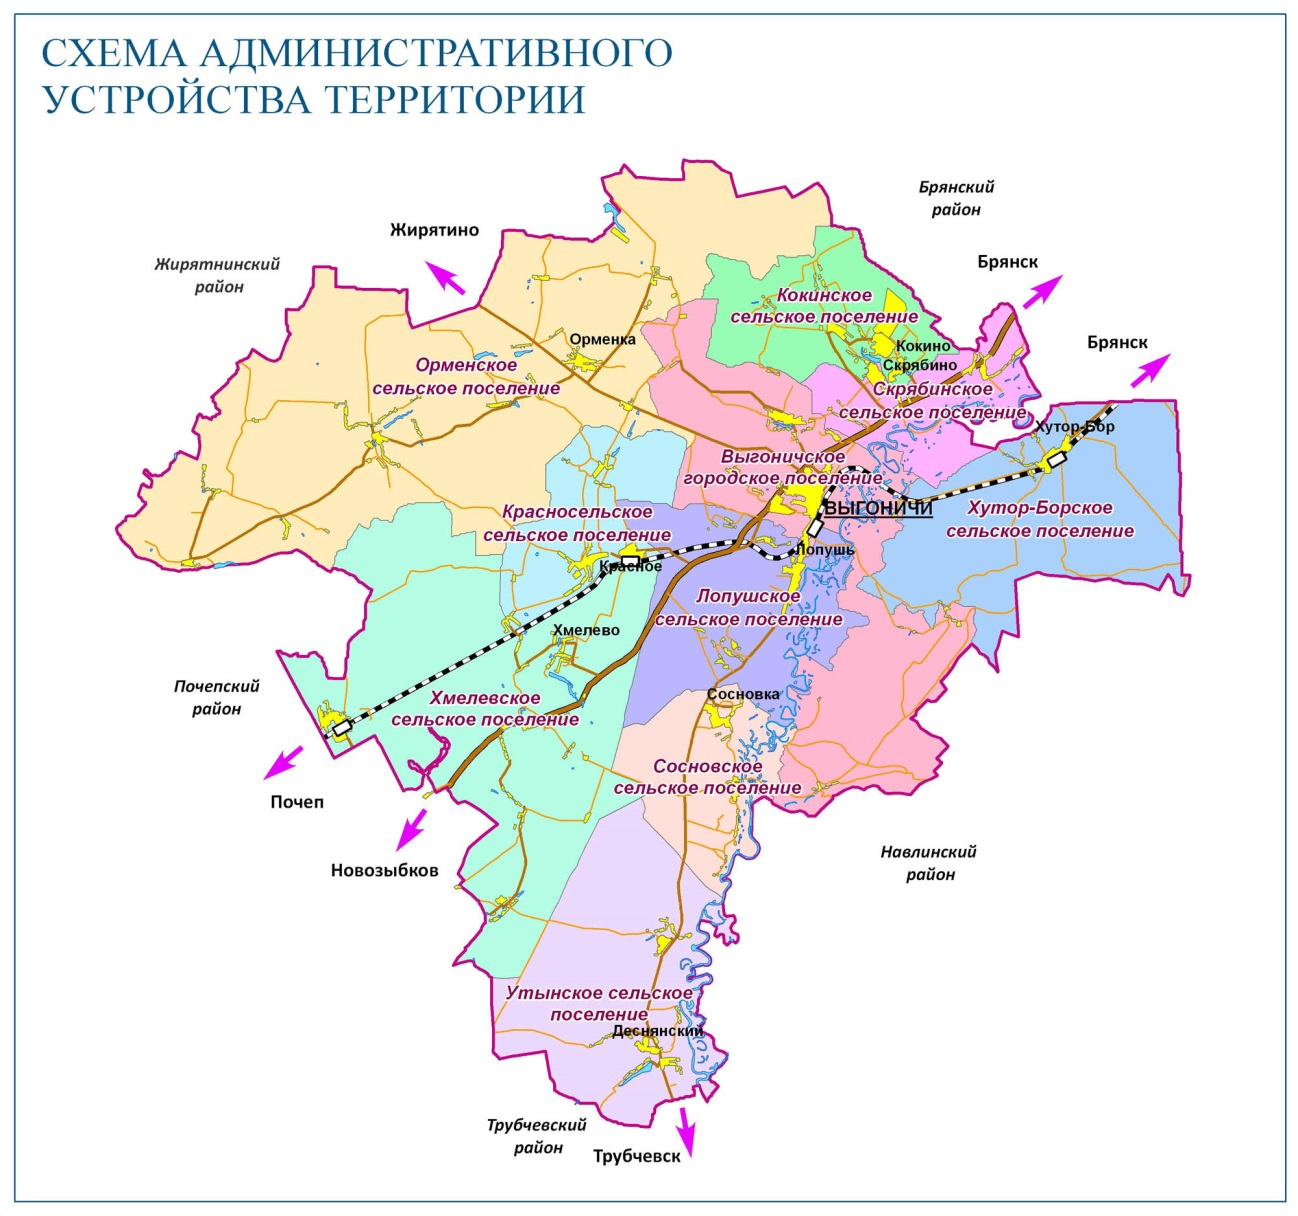 СХЕМА АДМИНИСТРАТИВНОГО
УСТРОЙСТВА ТЕРРИТОРИИ
Брянский
район
Жирятино
Жирятнинский
район
Брянск
Кокинское
сельское поселение
Брянск
Орменка
Кокино
Скрябино
Орменское
сельское поселение
Скрябинское
сельское поселение
Хутор-Бор
Выгоничское
городское поселение
Красносельское
сельское поселение
ВЫГОНИЧИ
Хутор-Борское
сельское поселение
Лопушь
Красное
Лопушское
сельское поселение
Хмелево
Почепский
район
Хмелевское
сельское поселение
Сосновка
Сосновское
сельское поселение
Почеп
Новозыбков
Навлинский
район
Утынское сельское
поселение
Деснянский
Трубчевский
район
Трубчевск